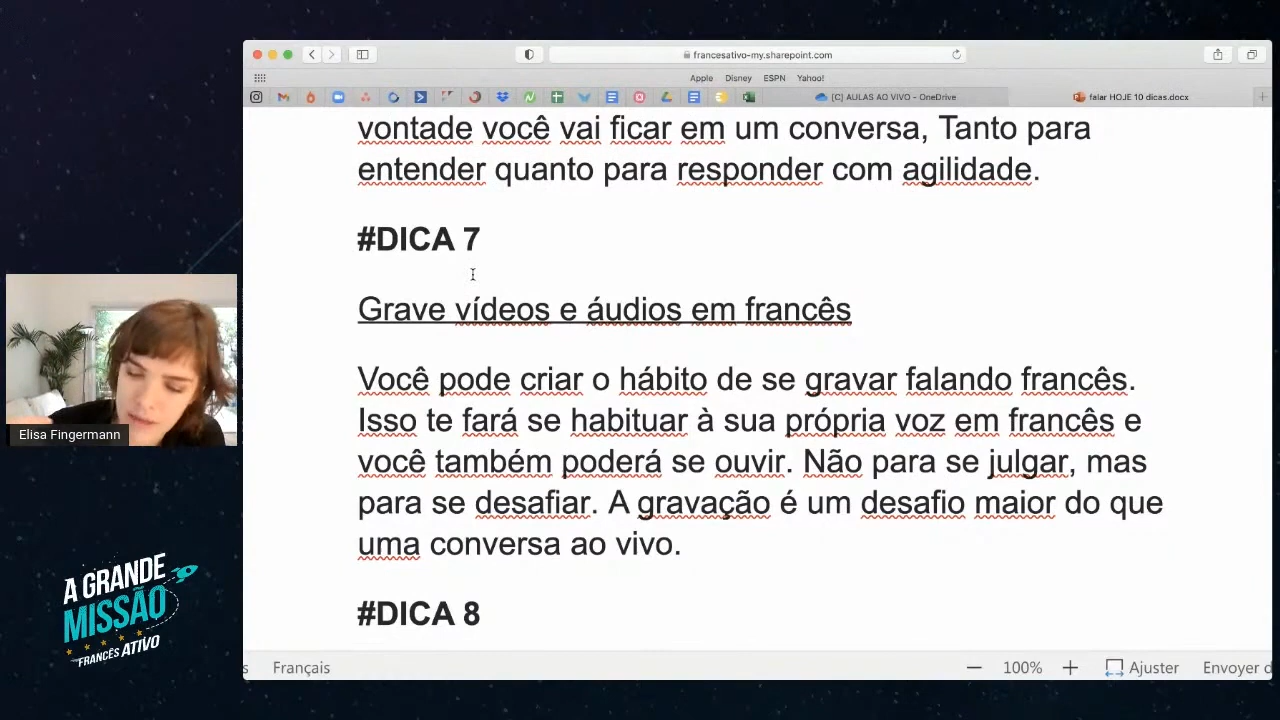 francesativo-my.sharepoint.com
Apple Disney ESPN Yahoo!
(C) AULAS AO VIVO - OneDrive
falar HOJE 10 dicas.docx
vontade você vai ficar em um conversa, Tanto para
entender quanto para responder com agilidade.
#DICA 7
Grave vídeos e áudios em francês
Você pode criar o hábito de se gravar falando francês.
Isso te fará se habituar à sua própria voz em francês e
você também poderá se ouvir. Não para se julgar, mas
para se desafiar. A gravação é um desafio maior do que
uma conversa ao vivo.
#DICA 8
s Français
100%
Ajuster
Envoyer d
Elisa Fingermann
A GRANDE
MISSÃO
FRANCÊS ATIVO